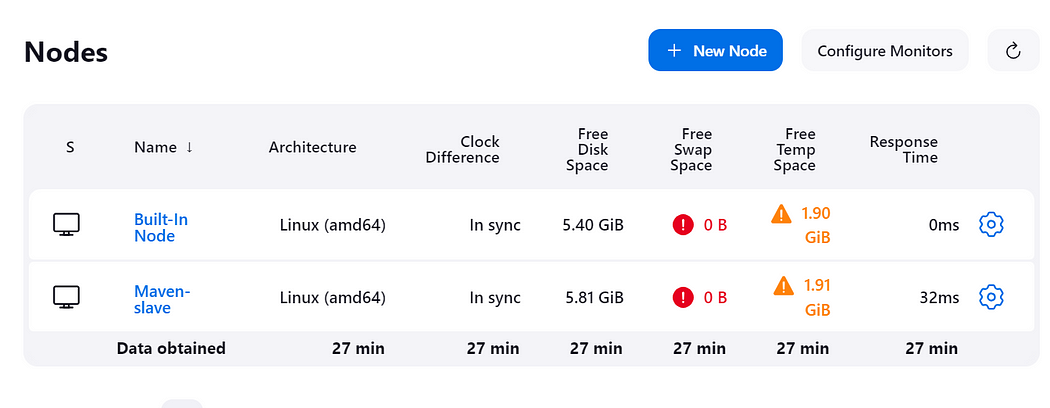 Nodes
+ New Node
Configure Monitors
S
Name ↓
Architecture
Clock
Difference
Free
Disk
Space
Free
Swap
Space
Free
Temp
Space
Response
Time
Built-In
Node
Linux (amd64)
In sync
5.40 GiB
0 B
1.90
GiB
0ms
Maven-
slave
Linux (amd64)
In sync
5.81 GiB
0 B
1.91
GiB
32ms
Data obtained
27 min
27 min
27 min
27 min
27 min
27 min